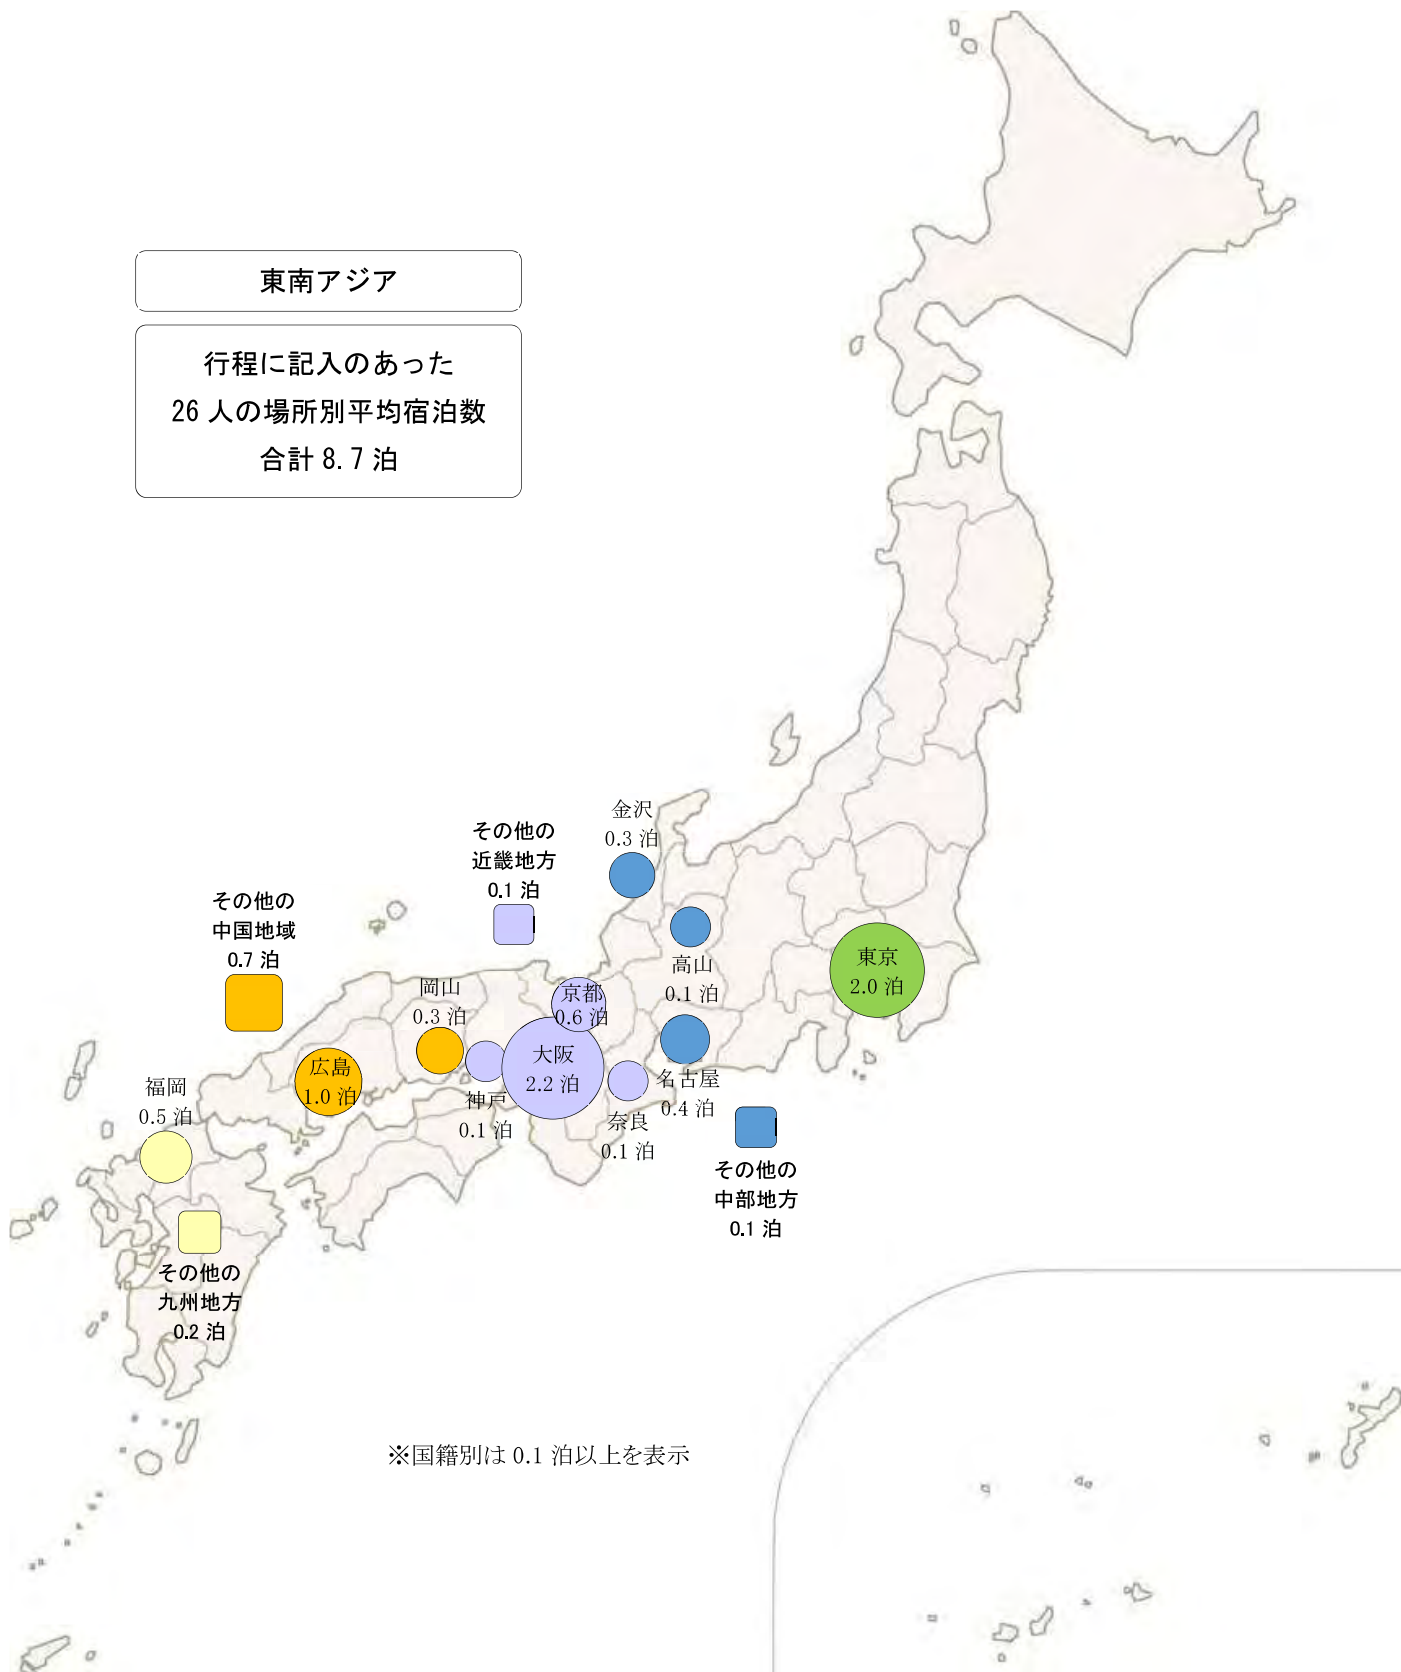 東南アジア
行程に記入のあった
26 人の場所別平均宿泊数
合計 8.7 泊
金沢
0.3 泊
その他の
近畿地方
0.1 泊
その他の
中国地域
0.7 泊
高山
0.1 泊
東京
2.0 泊
岡山
0.3 泊
京都
0.6 泊
大阪
2.2 泊
広島
1.0 泊
福岡
0.5 泊
神戸
0.1 泊
奈良
0.1 泊
名古屋
0.4 泊
その他の
中部地方
0.1 泊
その他の
九州地方
0.2 泊
※国籍別は 0.1 泊以上を表示